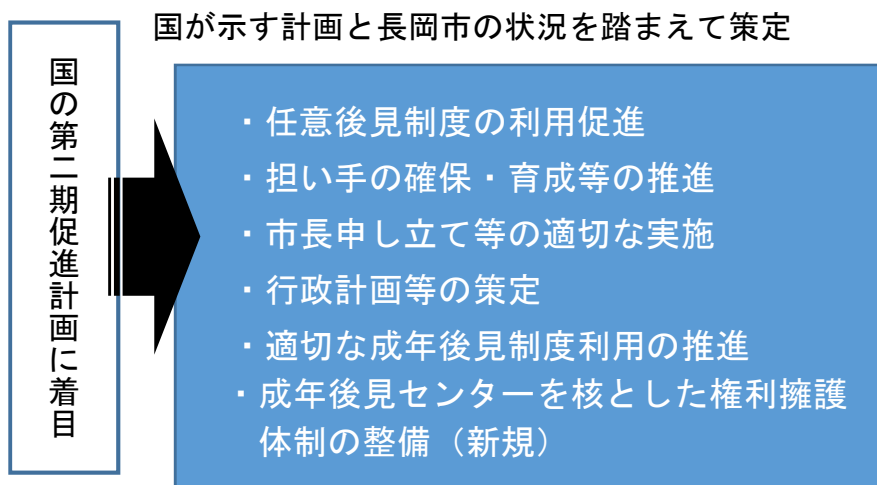 国が示す計画と長岡市の状況を踏まえて策定
国の第二期促進計画に着目
・任意後見制度の利用促進
・担い手の確保・育成等の推進
・市長申し立て等の適切な実施
・行政計画等の策定
・適切な成年後見制度利用の推進
・成年後見センターを核とした権利擁護
体制の整備（新規）